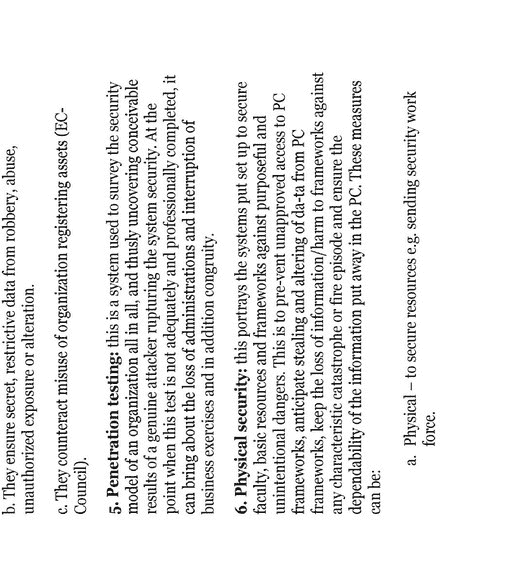 b. They ensure secret, restrictive data from robbery, abuse,
unauthorized exposure or alteration.
c. They counteract misuse of organization registering assets (EC-
Council).
5. Penetration testing: this is a system used to survey the security
model of an organization all in all, and thusly uncovering conceivable
results of a genuine attacker rupturing the system security. At the
point when this test is not adequately and professionally completed, it
can bring about the loss of administrations and interruption of
business exercises and in addition congruity.
6. Physical security: this portrays the systems put set up to secure
faculty, basic resources and frameworks against purposeful and
unintentional dangers. This is to pre-vent unapproved access to PC
frameworks, anticipate stealing and altering of da-ta from PC
frameworks, keep the loss of information/harm to frameworks against
any characteristic catastrophe or fire episode and ensure the
dependability of the information put away in the PC. These measures
can be:
a. Physical – to secure resources e.g. sending security work
force.